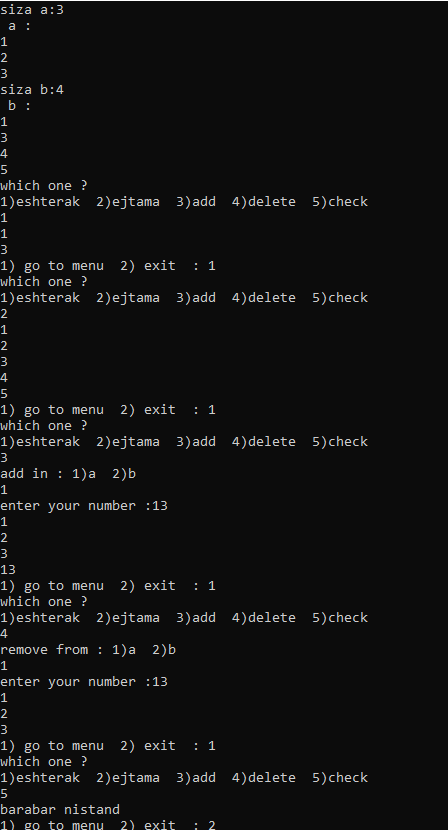 siza a:3
a :
1
2
3
siza b:4
b :
1
3
4
5
which one ?
1)eshterak  2)ejtama  3)add  4)delete  5)check
1
1
3
1) go to menu  2) exit  : 1
which one ?
1)eshterak  2)ejtama  3)add  4)delete  5)check
2
1
2
3
4
5
1) go to menu  2) exit  : 1
which one ?
1)eshterak  2)ejtama  3)add  4)delete  5)check
3
add in : 1)a  2)b
1
enter your number :13
1
2
3
13
1) go to menu  2) exit  : 1
which one ?
1)eshterak  2)ejtama  3)add  4)delete  5)check
4
remove from : 1)a  2)b
1
enter your number :13
1
2
3
1) go to menu  2) exit  : 1
which one ?
1)eshterak  2)ejtama  3)add  4)delete  5)check
5
barabar nistand
1) go to menu  2) exit  : 2